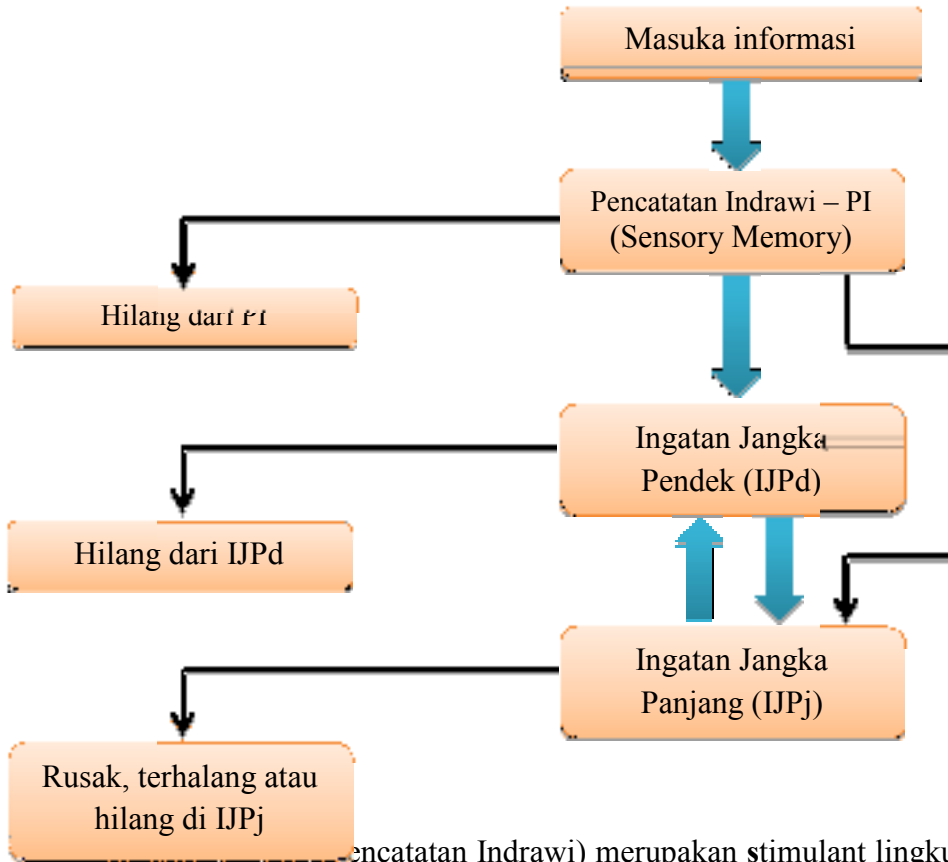 Masuka informasi
Pencatatan Indrawi – PI
(Sensory Memory)
Hilang dari PI
Ingatan Jangka
Pendek (IJPd)
Hilang dari IJPd
Ingatan Jangka
Panjang (IJPj)
Rusak, terhalang atau
hilang di IJPj
encatatan Indrawi) merupakan stimulant lingku